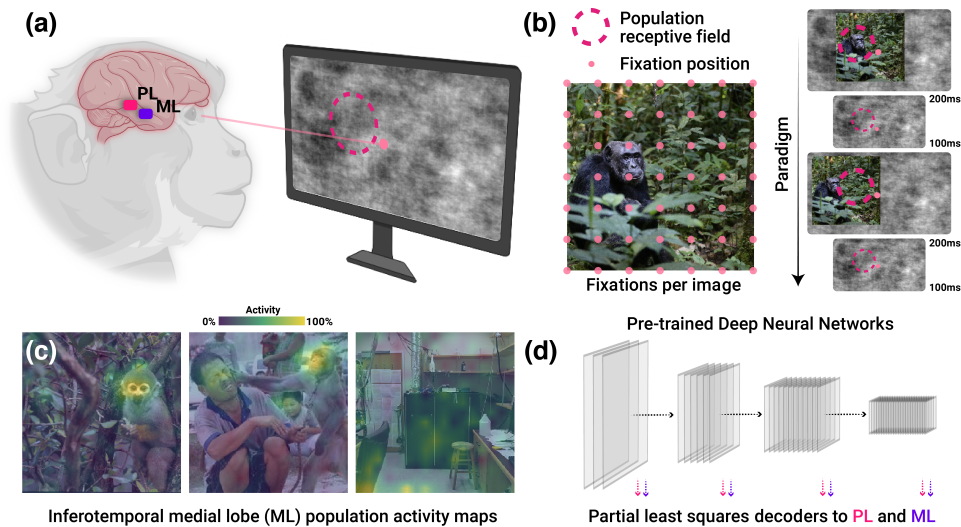 (a)
PL
ML
(b)
Population
receptive field
Fixation position
Fixations per image
Paradigm
200ms
100ms
200ms
100ms
Activity
0%
100%
(c)
Inferotemporal medial lobe (ML) population activity maps
Pre-trained Deep Neural Networks
(d)
Partial least squares decoders to PL and ML